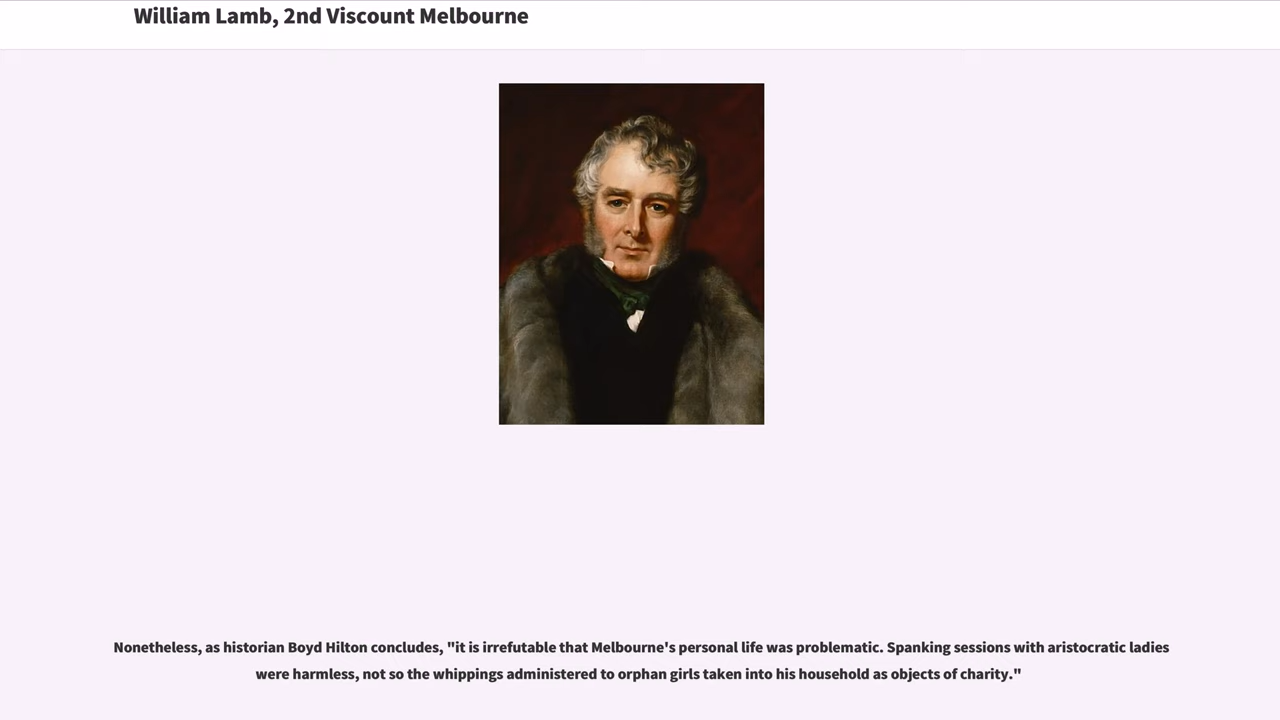 William Lamb, 2nd Viscount Melbourne
Nonetheless, as historian Boyd Hilton concludes, "it is irrefutable that Melbourne's personal life was problematic. Spanking sessions with aristocratic ladies
were harmless, not so the whippings administered to orphan girls taken into his household as objects of charity."